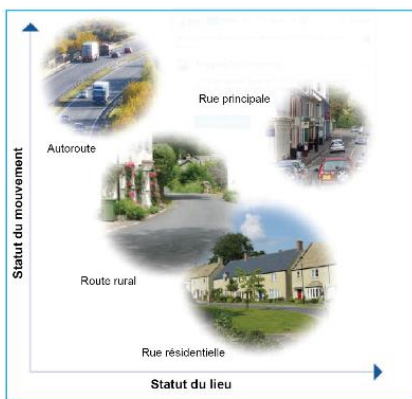 Rue principale
Autoroute
Statut du mouvement
Route rural
Rue résidentielle
Statut du lieu